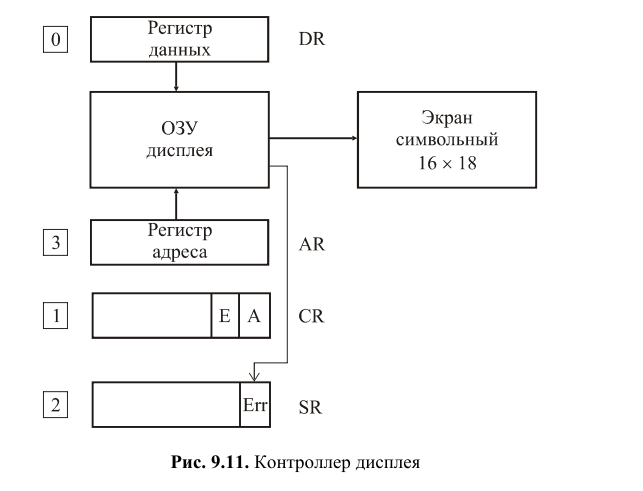 0
Регистр
данных
DR
ОЗУ
дисплея
Экран
символьный
16 × 18
3
Регистр
адреса
AR
1
E A
CR
2
Err
SR
Рис. 9.11. Контроллер дисплея